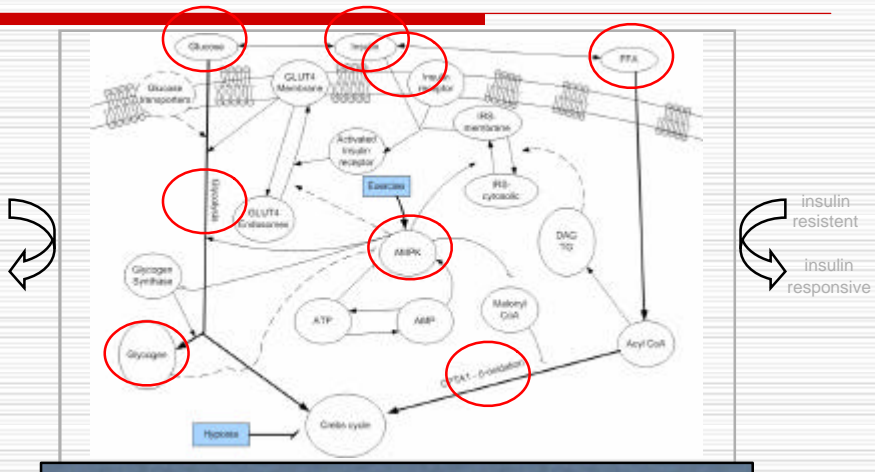 Glucose
Insulin
FFA
GLUT4
Membrane
Insulin
receptor
Glucose
transporters
IRS-
membrane
Activated
Insulin
receptor
Exercise
IRS-
cytosolic
Glycolysis
GLUT4
Endosomes
insulin
resistent
DAG
TG
AMPK
insulin
responsive
Glycogen
Synthase
Malonyl
CoA
ATP
AMP
Acyl CoA
Glycogen
CPTIA1 - β-oxidation
Crebs cycle
Hypoxia